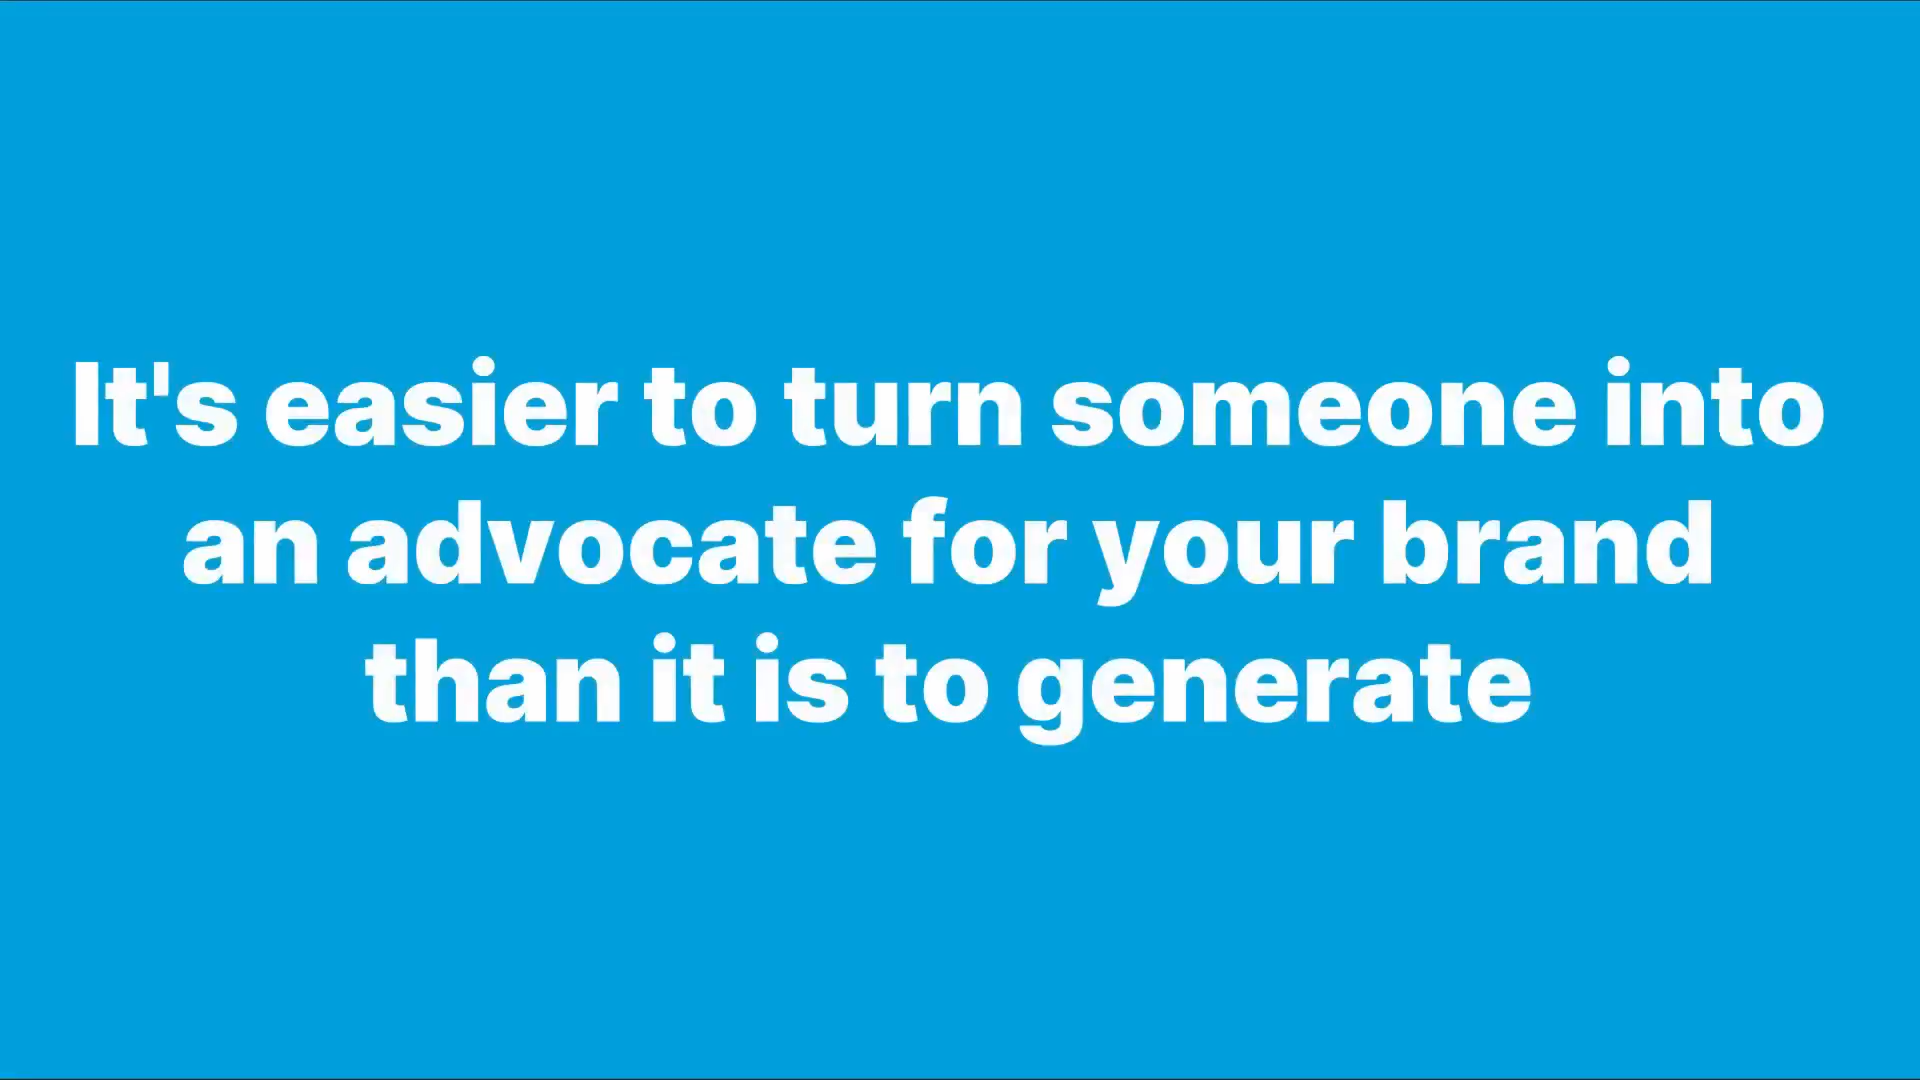 It's easier to turn someone into
an advocate for your brand
than it is to generate